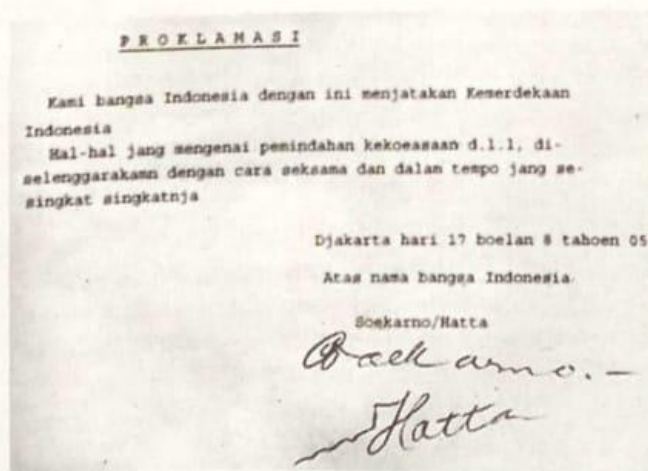 P R O K L A M A S I
Kami bangsa Indonesia dengan ini menjatakan Kemerdekaan
Indonesia
Hal-hal jang mengenai pemindahan kekoeasaan d.l.l, di-
selenggarakamn dengan cara seksama dan dalam tempo jang se-
singkat singkatnja
Djakarta hari 17 boelan 8 tahoen 05
Atas nama bangsa Indonesia.
Soekarno/Hatta
Soekarno.-
Hatta